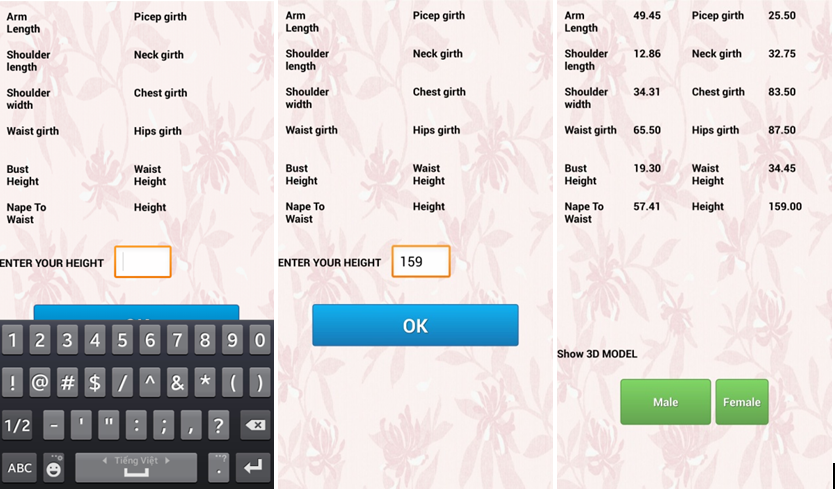 Arm Picep girth
Length
Shoulder Neck girth
length
Shoulder Chest girth
width
Waist girth Hips girth
Bust Waist
Height Height
Nape To Height
Waist
ENTER YOUR HEIGHT
1 2 3 4 5 6 7 8 9 0
! @ # $ / ^ & * ( )
1/2 - ' " : ; , ?
ABC Tiếng Việt .
Arm Picep girth
Length
Shoulder Neck girth
length
Shoulder Chest girth
width
Waist girth Hips girth
Bust Waist
Height Height
Nape To Height
Waist
ENTER YOUR HEIGHT 159
OK
Arm 49.45 Picep girth 25.50
Length
Shoulder 12.86 Neck girth 32.75
length
Shoulder 34.31 Chest girth 83.50
width
Waist girth 65.50 Hips girth 87.50
Bust 19.30 Waist 34.45
Height Height
Nape To 57.41 Height 159.00
Waist
Show 3D MODEL
Male Female